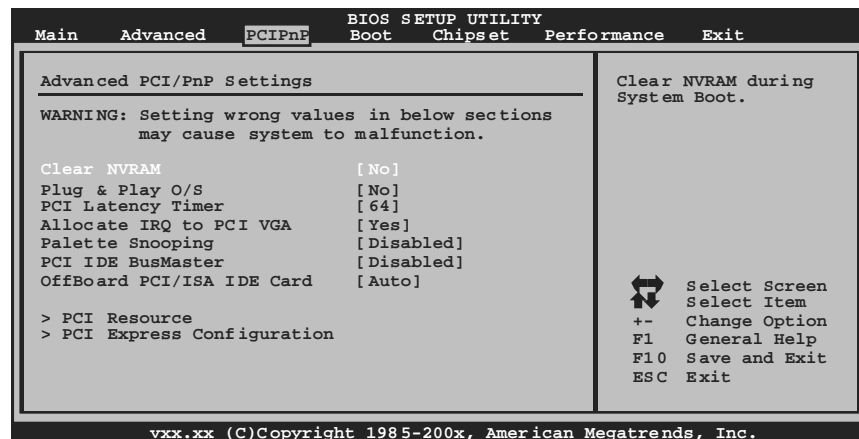 BIOS SETUP UTILITY
Main Advanced PCIPnP Boot Chipset Performance Exit
Advanced PCI/PnP Settings
WARNING: Setting wrong values in below sections
may cause system to malfunction.
Clear NVRAM [No]
Plug & Play O/S [No]
PCI Latency Timer [64]
Allocate IRQ to PCI VGA [Yes]
Palette Snooping [Disabled]
PCI IDE BusMaster [Disabled]
OffBoard PCI/ISA IDE Card [Auto]
> PCI Resource
> PCI Express Configuration
Clear NVRAM during
System Boot.
Select Screen
Select Item
+- Change Option
F1 General Help
F10 Save and Exit
ESC Exit
vxx.xx (C)Copyright 1985-200x, American Megatrends, Inc.